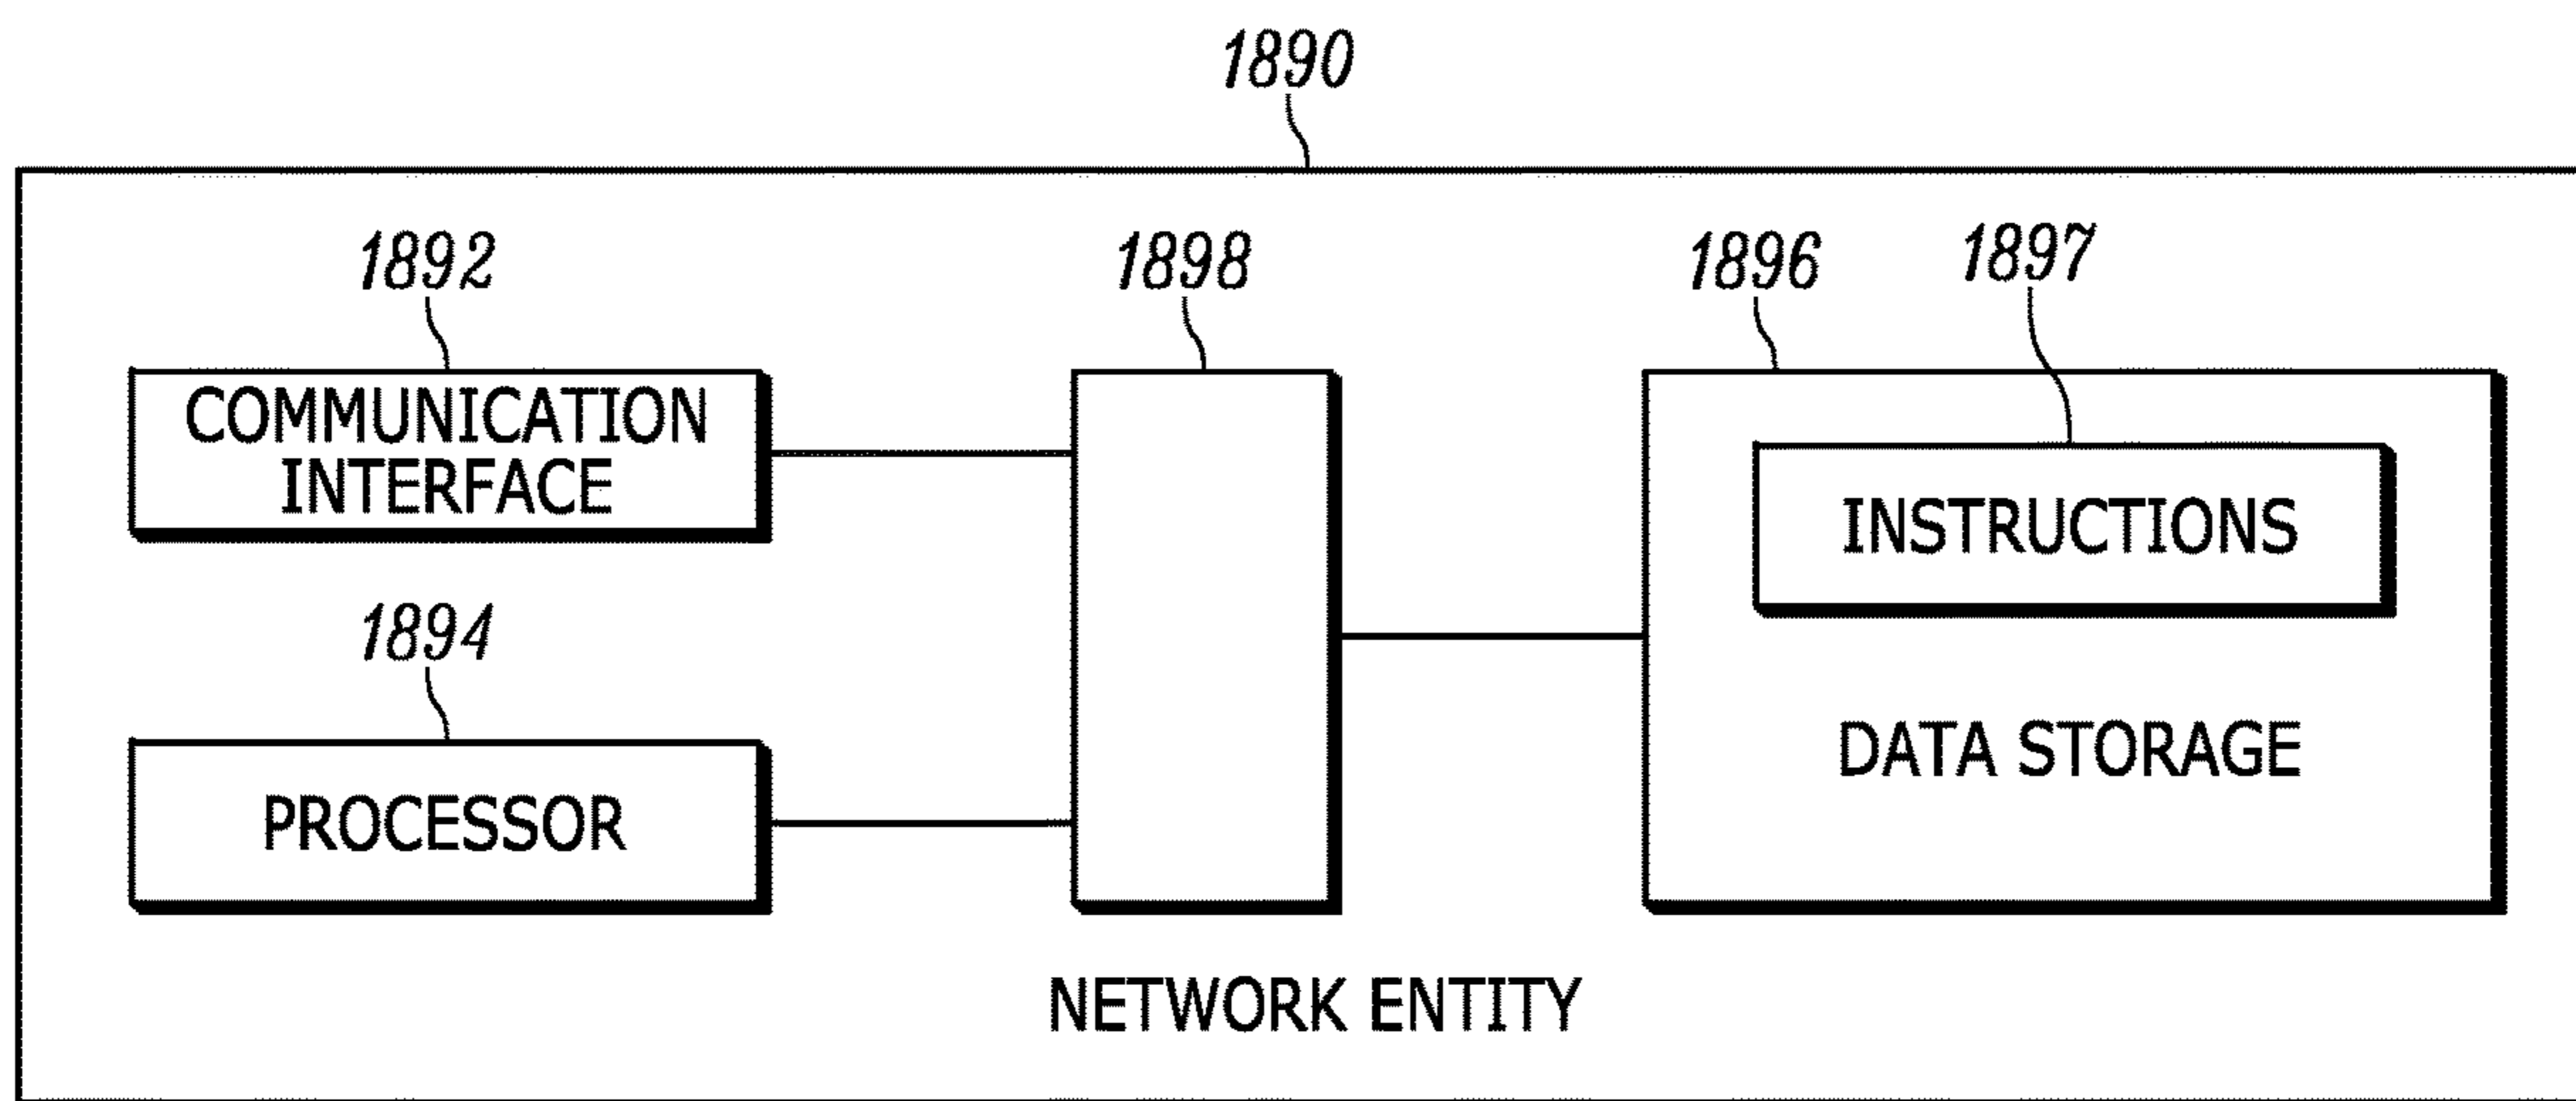 1890
1892
1898
1896
1897
COMMUNICATION
INTERFACE
INSTRUCTIONS
1894
PROCESSOR
DATA STORAGE
NETWORK ENTITY